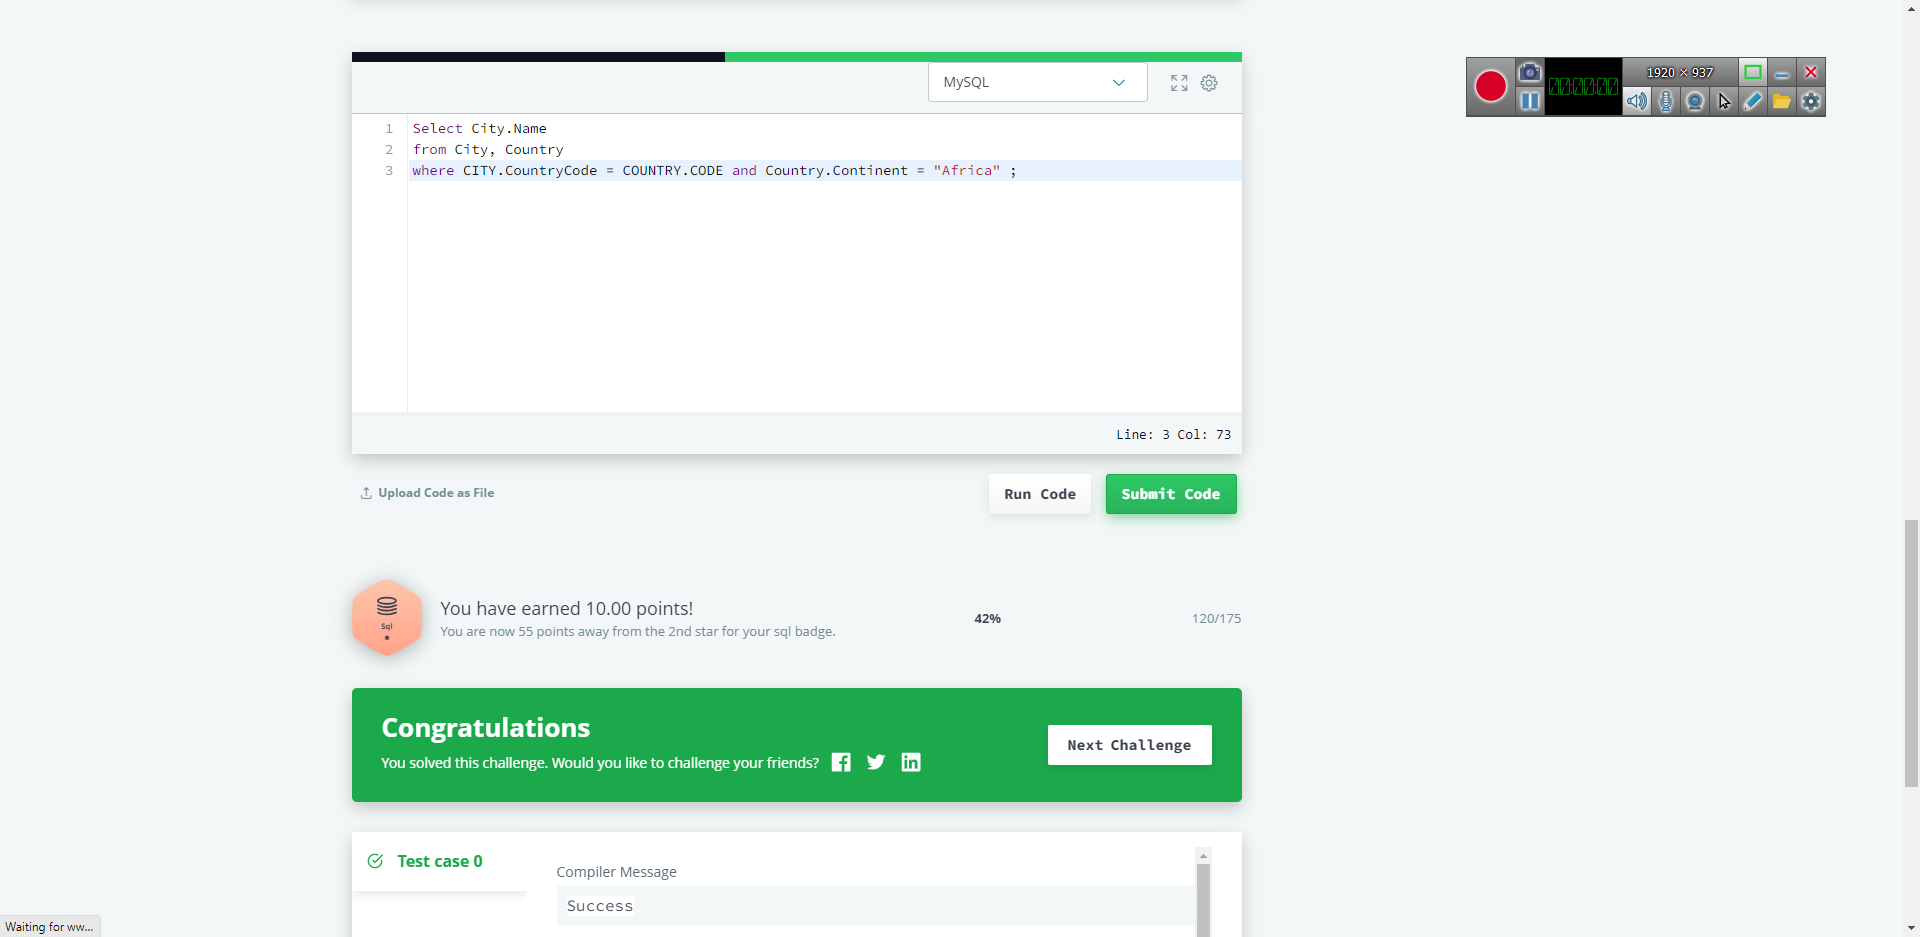 MySQL
1920 × 937
00:00:00
1 Select City.Name
2 from City, Country
3 where CITY.CountryCode = COUNTRY.CODE and Country.Continent = "Africa" ;
Line: 3 Col: 73
Upload Code as File
Run Code
Submit Code
Sql
You have earned 10.00 points!
You are now 55 points away from the 2nd star for your sql badge.
42%
120/175
Congratulations
You solved this challenge. Would you like to challenge your friends?
Next Challenge
Test case 0
Compiler Message
Success
Waiting for ww...